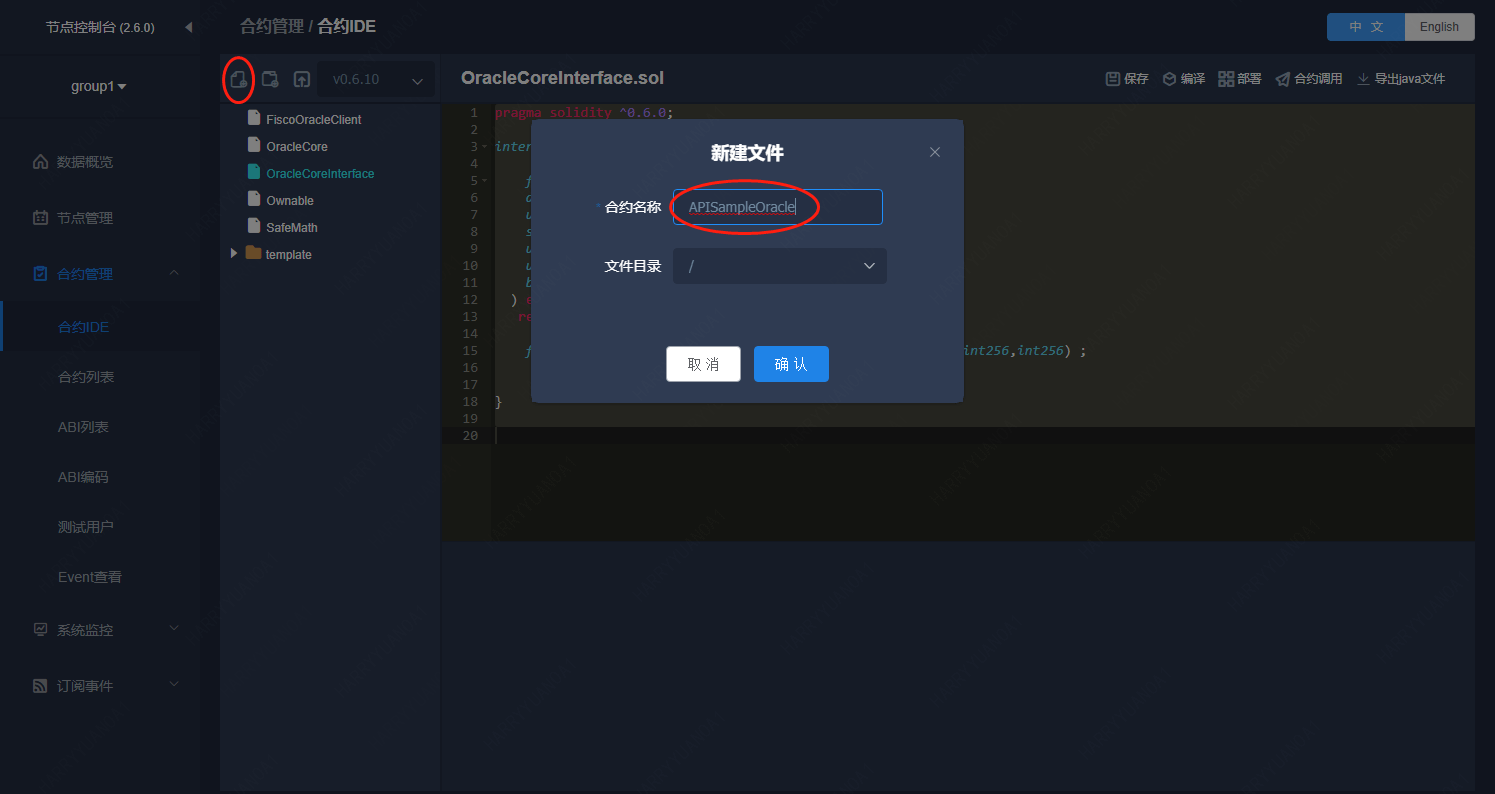 节点控制台 (2.6.0)
合约管理 / 合约IDE
中 文
English
group1
v0.6.10
OracleCoreInterface.sol
保存
编译
部署
合约调用
导出java文件
数据概览
节点管理
合约管理
合约IDE
合约列表
ABI列表
ABI编码
测试用户
Event查看
系统监控
订阅事件
FiscoOracleClient
OracleCore
OracleCoreInterface
Ownable
SafeMath
template
1 pragma solidity ^0.6.0;
2
3 inter
4
5 f
6
7 u
8 s
9 u
10 u
11 b
12 ) e
13 re
14
15 f int256,int256) ;
16
17
18 }
19
20
新建文件
* 合约名称 APISampleOracle
文件目录 /
取 消
确 认